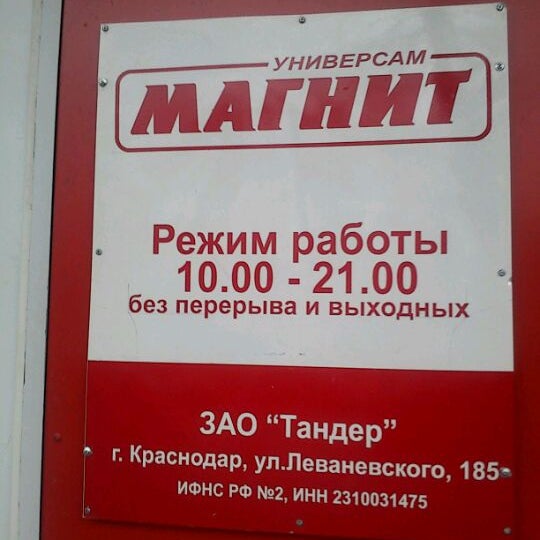 УНИВЕРСАМ
МАГНИТ
Режим работы
10.00 - 21.00
без перерыва и выходных
ЗАО "Тандер"
г. Краснодар, ул.Леваневского, 185
ИФНС РФ №2, ИНН 2310031475